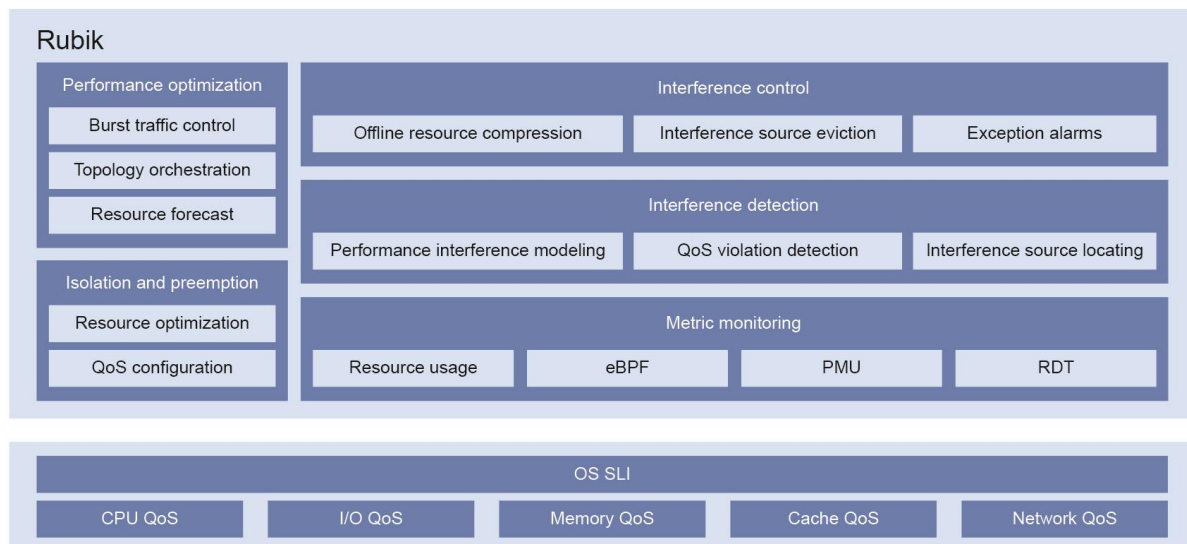 Rubik
Performance optimization
Burst traffic control
Topology orchestration
Resource forecast
Isolation and preemption
Resource optimization
QoS configuration
Interference control
Offline resource compression
Interference source eviction
Exception alarms
Interference detection
Performance interference modeling
QoS violation detection
Interference source locating
Metric monitoring
Resource usage
eBPF
PMU
RDT
OS SLI
CPU QoS
I/O QoS
Memory QoS
Cache QoS
Network QoS